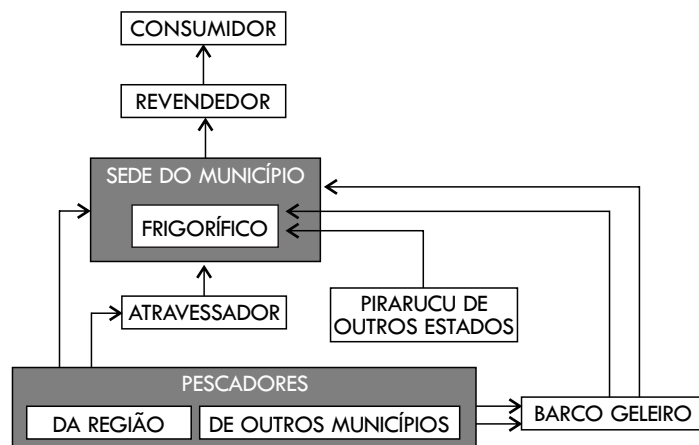 CONSUMIDOR
REVENDEDOR
SEDE DO MUNICÍPIO
FRIGORÍFICO
ATRAVESSADOR
PIRARUCU DE
OUTROS ESTADOS
PESCADORES
DA REGIÃO
DE OUTROS MUNICÍPIOS
BARCO GELEIRO